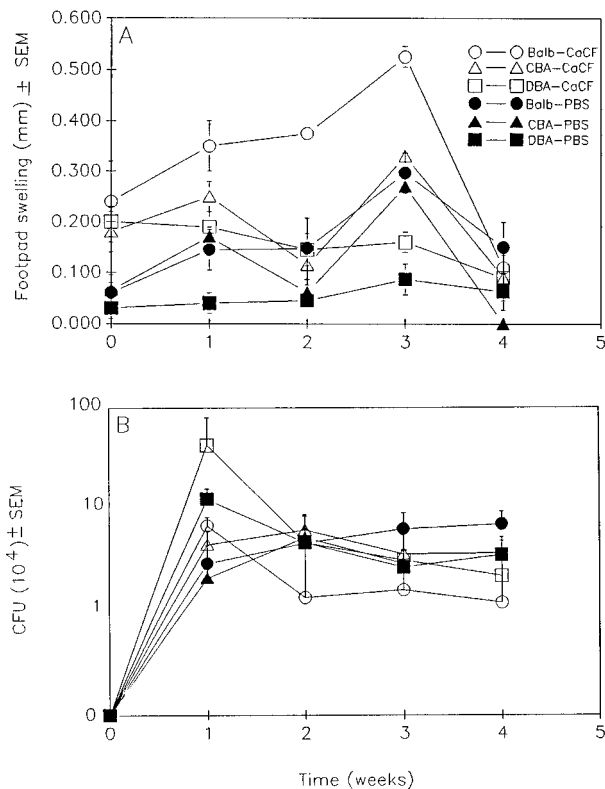 A
0.600
0.500
0.400
0.300
0.200
0.100
0.000
Footpad swelling (mm) ± SEM
Balb-CaCF
CBA-CaCF
DBA-CaCF
Balb-PBS
CBA-PBS
DBA-PBS
0 1 2 3 4 5
B
100
10
1
0
CFU (10⁴) ± SEM
0 1 2 3 4 5
Time (weeks)